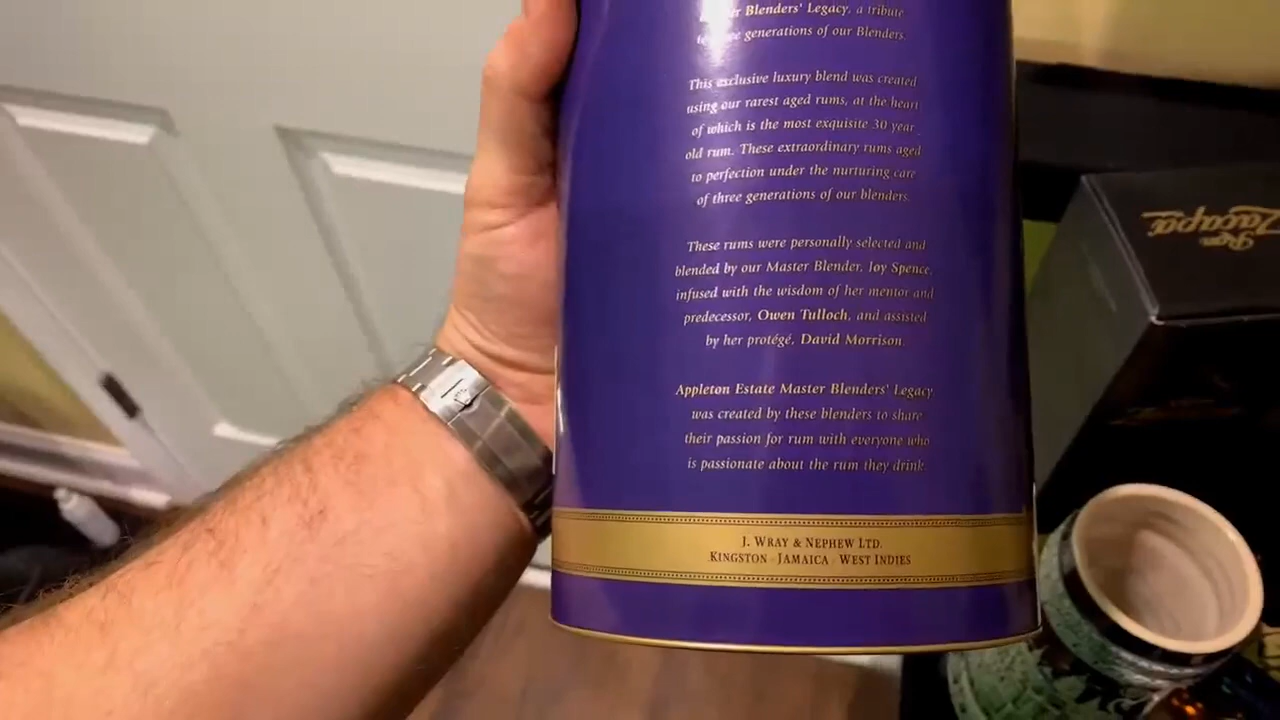 Blenders' Legacy, a tribute
generations of our Blenders.
This exclusive luxury blend was created
using our rarest aged rums, at the heart
of which is the most exquisite 30 year
old rum. These extraordinary rums aged
to perfection under the nurturing care
of three generations of our blenders.
These rums were personally selected and
blended by our Master Blender, Joy Spence,
infused with the wisdom of her mentor and
predecessor, Owen Tulloch, and assisted
by her protégé, David Morrison.
Appleton Estate Master Blenders' Legacy
was created by these blenders to share
their passion for rum with everyone who
is passionate about the rum they drink.
J. WRAY & NEPHEW LTD.
KINGSTON JAMAICA WEST INDIES
Ron
Zacapa